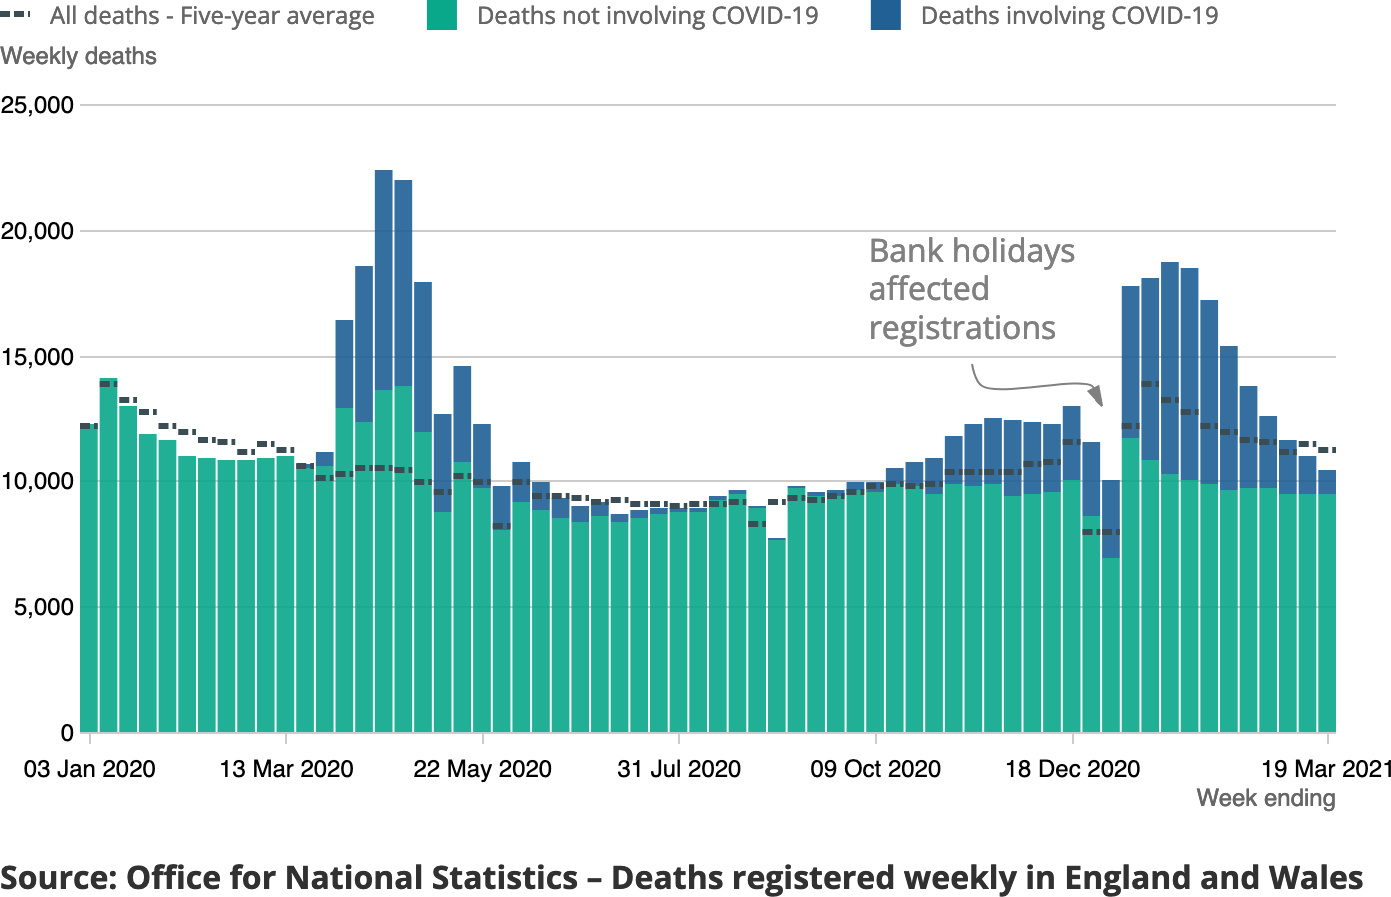 All deaths - Five-year average Deaths not involving COVID-19 Deaths involving COVID-19
Weekly deaths
25,000
20,000
Bank holidays
affected
registrations
15,000
10,000
5,000
0
03 Jan 2020 13 Mar 2020 22 May 2020 31 Jul 2020 09 Oct 2020 18 Dec 2020 19 Mar 2021
Week ending
Source: Office for National Statistics – Deaths registered weekly in England and Wales